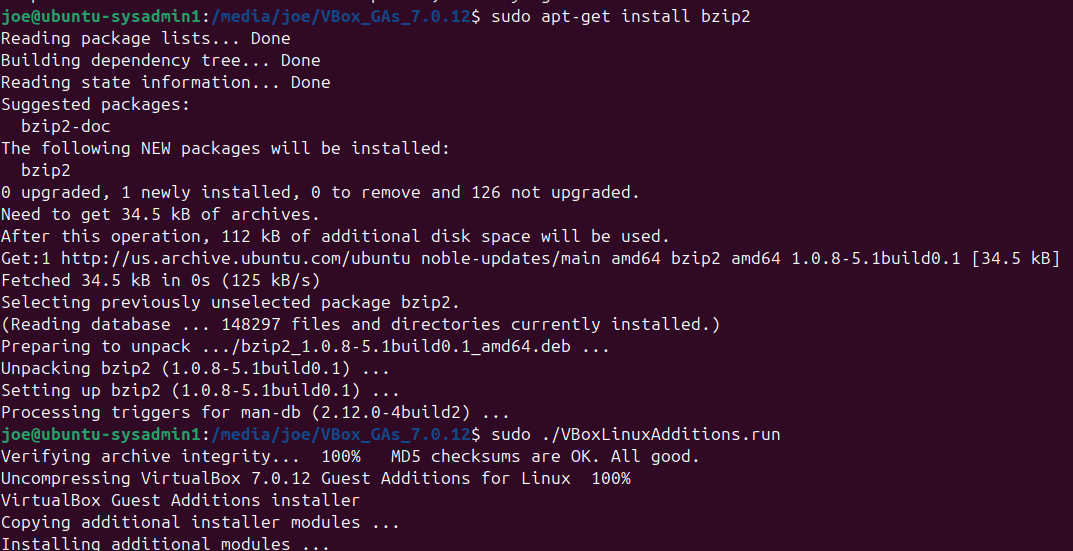 joe@ubuntu-sysadmin1:/media/joe/VBox_GAs_7.0.12$ sudo apt-get install bzip2
Reading package lists... Done
Building dependency tree... Done
Reading state information... Done
Suggested packages:
  bzip2-doc
The following NEW packages will be installed:
  bzip2
0 upgraded, 1 newly installed, 0 to remove and 126 not upgraded.
Need to get 34.5 kB of archives.
After this operation, 112 kB of additional disk space will be used.
Get:1 http://us.archive.ubuntu.com/ubuntu noble-updates/main amd64 bzip2 amd64 1.0.8-5.1build0.1 [34.5 kB]
Fetched 34.5 kB in 0s (125 kB/s)
Selecting previously unselected package bzip2.
(Reading database ... 148297 files and directories currently installed.)
Preparing to unpack .../bzip2_1.0.8-5.1build0.1_amd64.deb ...
Unpacking bzip2 (1.0.8-5.1build0.1) ...
Setting up bzip2 (1.0.8-5.1build0.1) ...
Processing triggers for man-db (2.12.0-4build2) ...
joe@ubuntu-sysadmin1:/media/joe/VBox_GAs_7.0.12$ sudo ./VBoxLinuxAdditions.run
Verifying archive integrity...  100%   MD5 checksums are OK. All good.
Uncompressing VirtualBox 7.0.12 Guest Additions for Linux  100%
VirtualBox Guest Additions installer
Copying additional installer modules ...
Installing additional modules ...